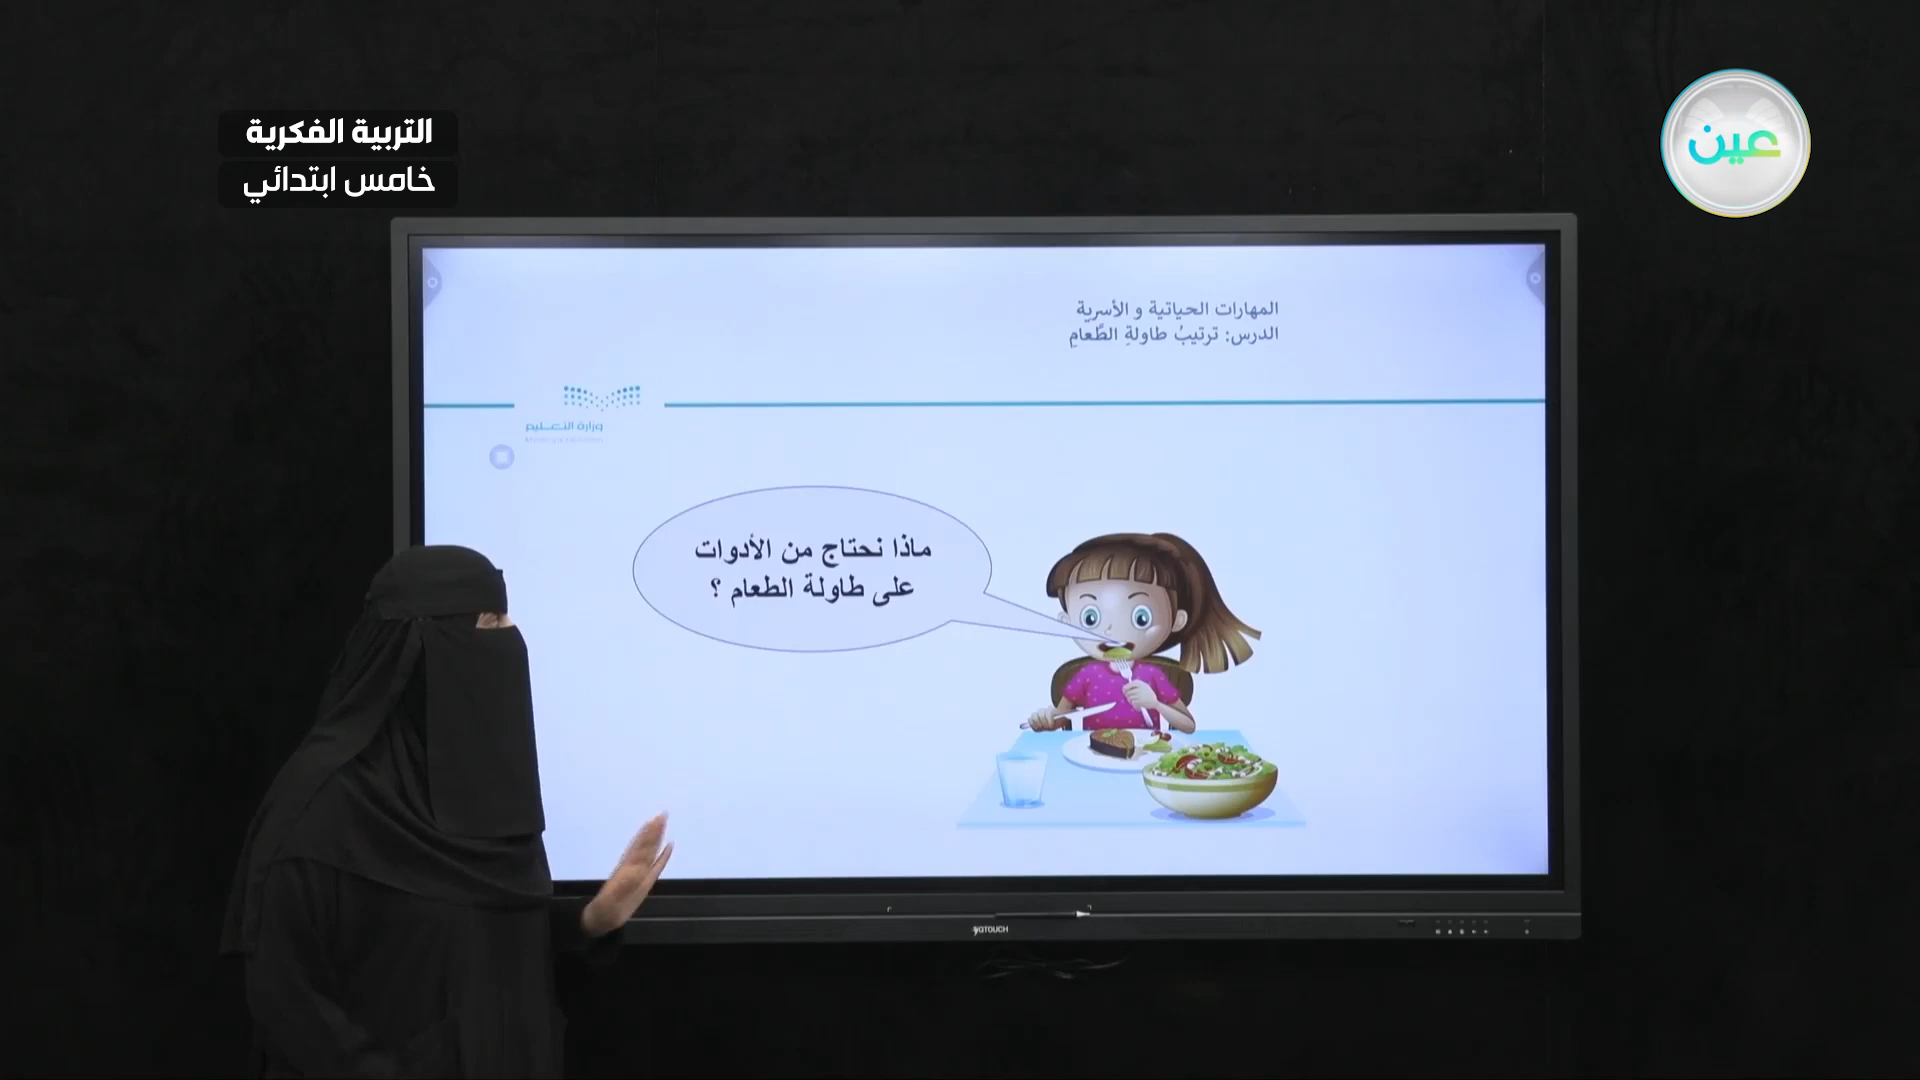 التربية الفكرية
خامس ابتدائي
عين
المهارات الحياتية و الأسرية
الدرس: ترتيبُ طاولةِ الطَّعامِ
وزارة التعـليم
ماذا نحتاج من الأدوات
على طاولة الطعام ؟